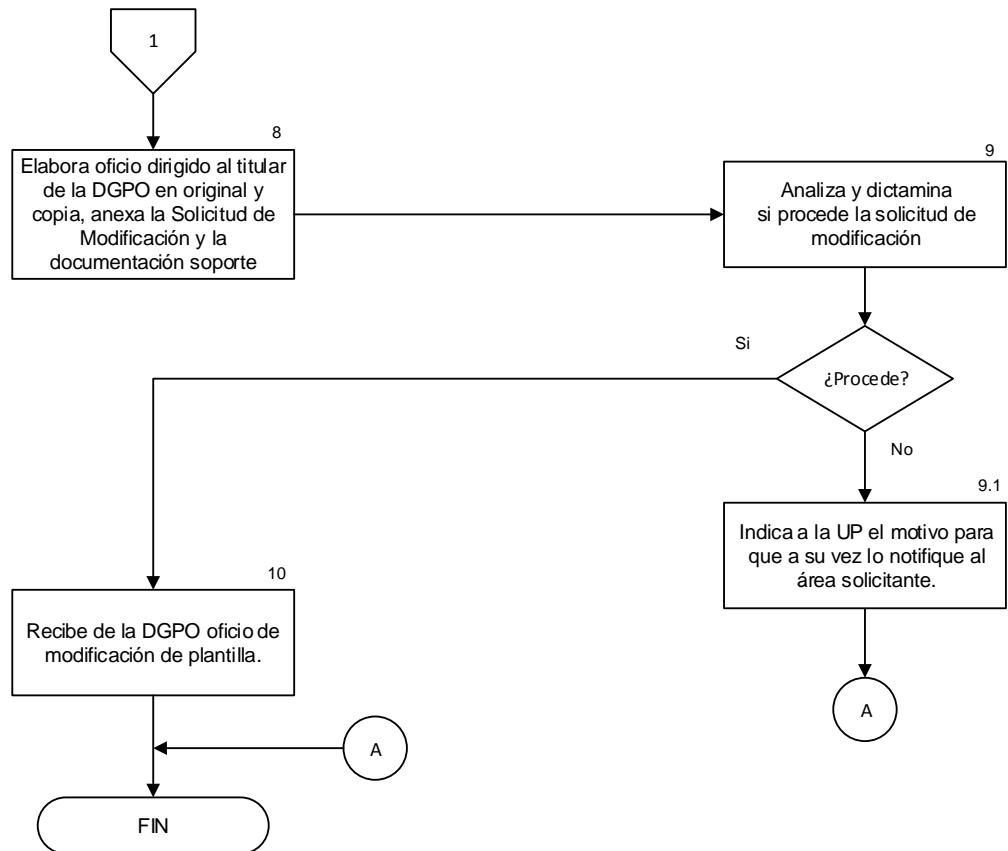 1
8
Elabora oficio dirigido al titular
de la DGPO en original y
copia, anexa la Solicitud de
Modificación y la
documentación soporte
9
Analiza y dictamina
si procede la solicitud de
modificación
Si
¿Procede?
No
9.1
Indica a la UP el motivo para
que a su vez lo notifique al
área solicitante.
10
Recibe de la DGPO oficio de
modificación de plantilla.
A
A
FIN